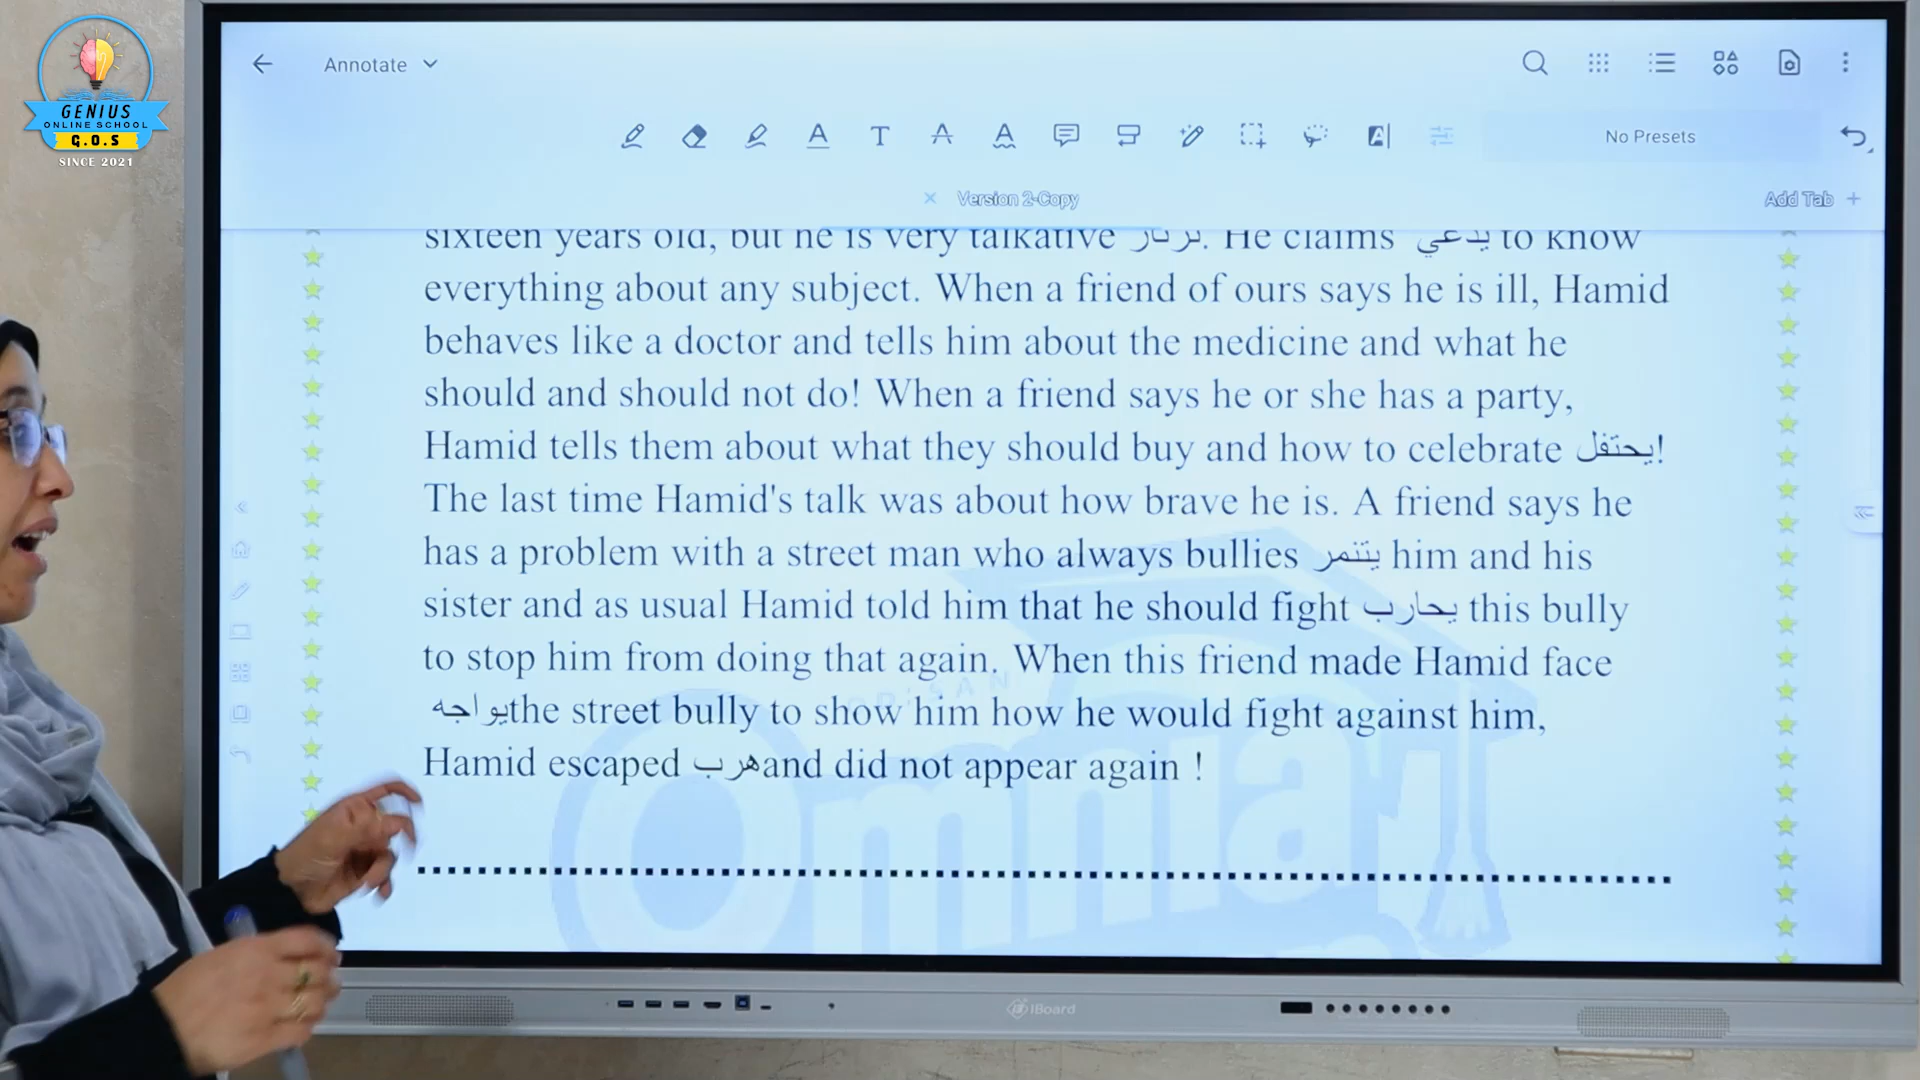 GENIUS
ONLINE SCHOOL
G.O.S
SINCE 2021
Annotate
No Presets
Version 2-Copy
Add Tab +
sixteen years old, but he is very talkative ثرثار. He claims يدعي to know
everything about any subject. When a friend of ours says he is ill, Hamid
behaves like a doctor and tells him about the medicine and what he
should and should not do! When a friend says he or she has a party,
Hamid tells them about what they should buy and how to celebrate يحتفل!
The last time Hamid's talk was about how brave he is. A friend says he
has a problem with a street man who always bullies يتنمر him and his
sister and as usual Hamid told him that he should fight يحارب this bully
to stop him from doing that again. When this friend made Hamid face
يواجه the street bully to show him how he would fight against him,
Hamid escaped هرب and did not appear again !
Omnia
IBoard